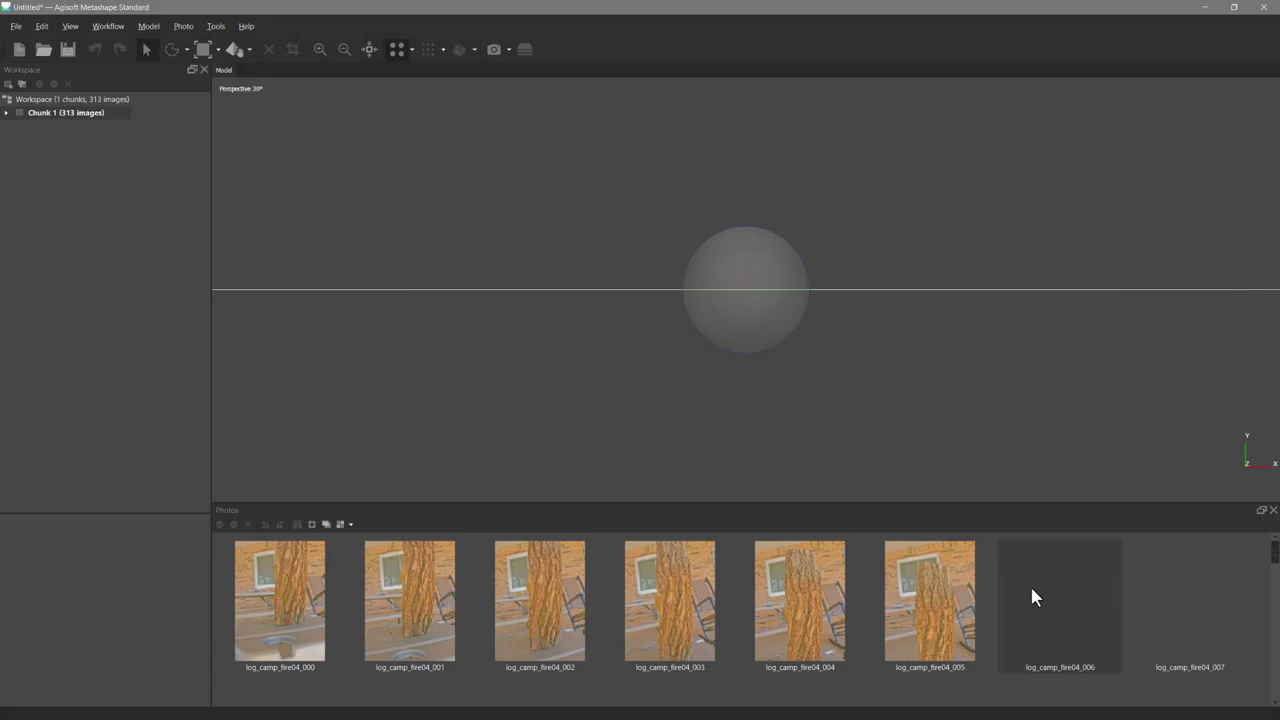 Untitled* — Agisoft Metashape Standard
File Edit View Workflow Model Photo Tools Help
Workspace
Workspace (1 chunks, 313 images)
Chunk 1 (313 images)
Model
Perspective 30°
Y
Z X
Photos
log_camp_fire04_000 log_camp_fire04_001 log_camp_fire04_002 log_camp_fire04_003 log_camp_fire04_004 log_camp_fire04_005 log_camp_fire04_006 log_camp_fire04_007